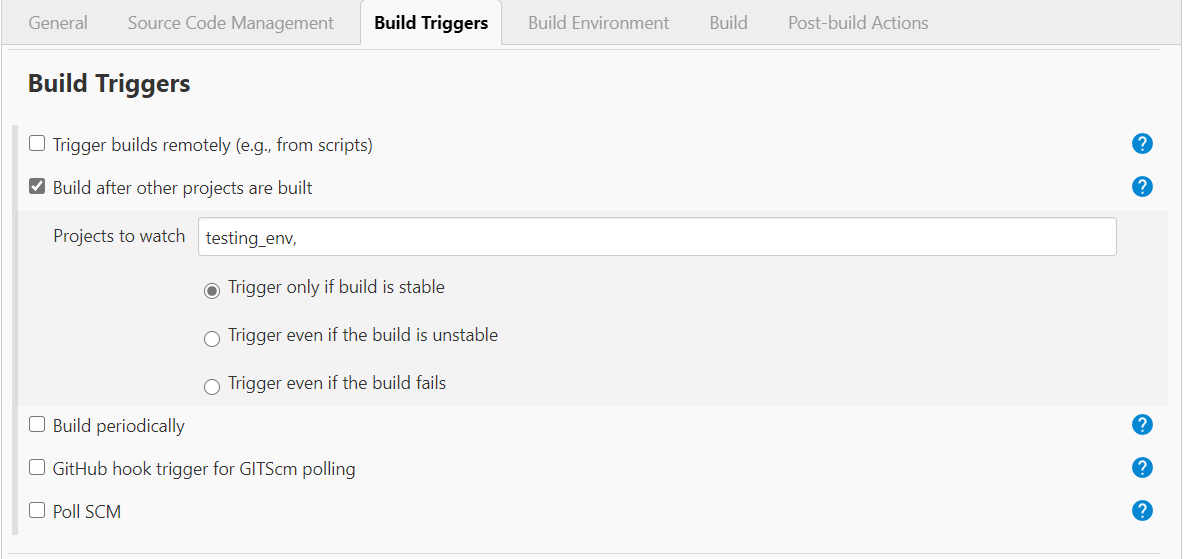 General Source Code Management Build Triggers Build Environment Build Post-build Actions
Build Triggers
Trigger builds remotely (e.g., from scripts) ?
Build after other projects are built ?
Projects to watch testing_env,
Trigger only if build is stable
Trigger even if the build is unstable
Trigger even if the build fails
Build periodically ?
GitHub hook trigger for GITScm polling ?
Poll SCM ?